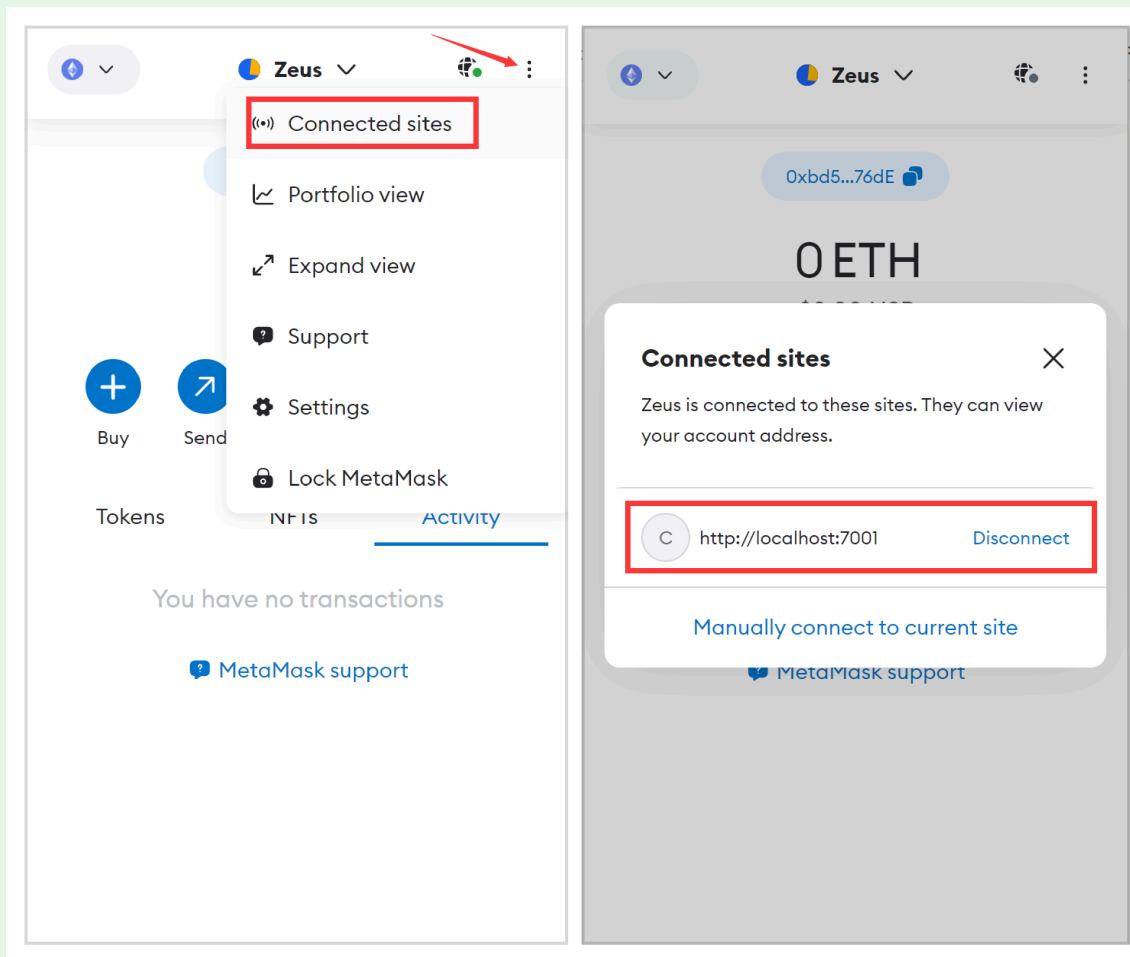 Zeus
Connected sites
Portfolio view
Expand view
Support
Settings
Lock MetaMask
Buy
Send
Tokens
NFTs
Activity
You have no transactions
MetaMask support
Zeus
0xbd5...76dE
0 ETH
Connected sites
Zeus is connected to these sites. They can view
your account address.
C http://localhost:7001 Disconnect
Manually connect to current site
MetaMask support